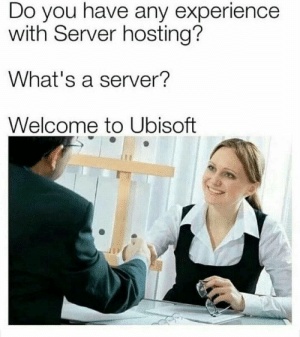 Do you have any experience
with Server hosting?
What's a server?
Welcome to Ubisoft